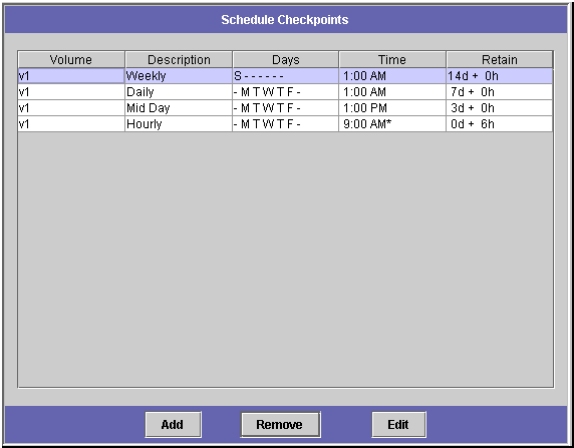 Schedule Checkpoints
Volume Description Days Time Retain
v1 Weekly S - - - - - - 1:00 AM 14d + 0h
v1 Daily - M T W T F - 1:00 AM 7d + 0h
v1 Mid Day - M T W T F - 1:00 PM 3d + 0h
v1 Hourly - M T W T F - 9:00 AM* 0d + 6h
Add Remove Edit